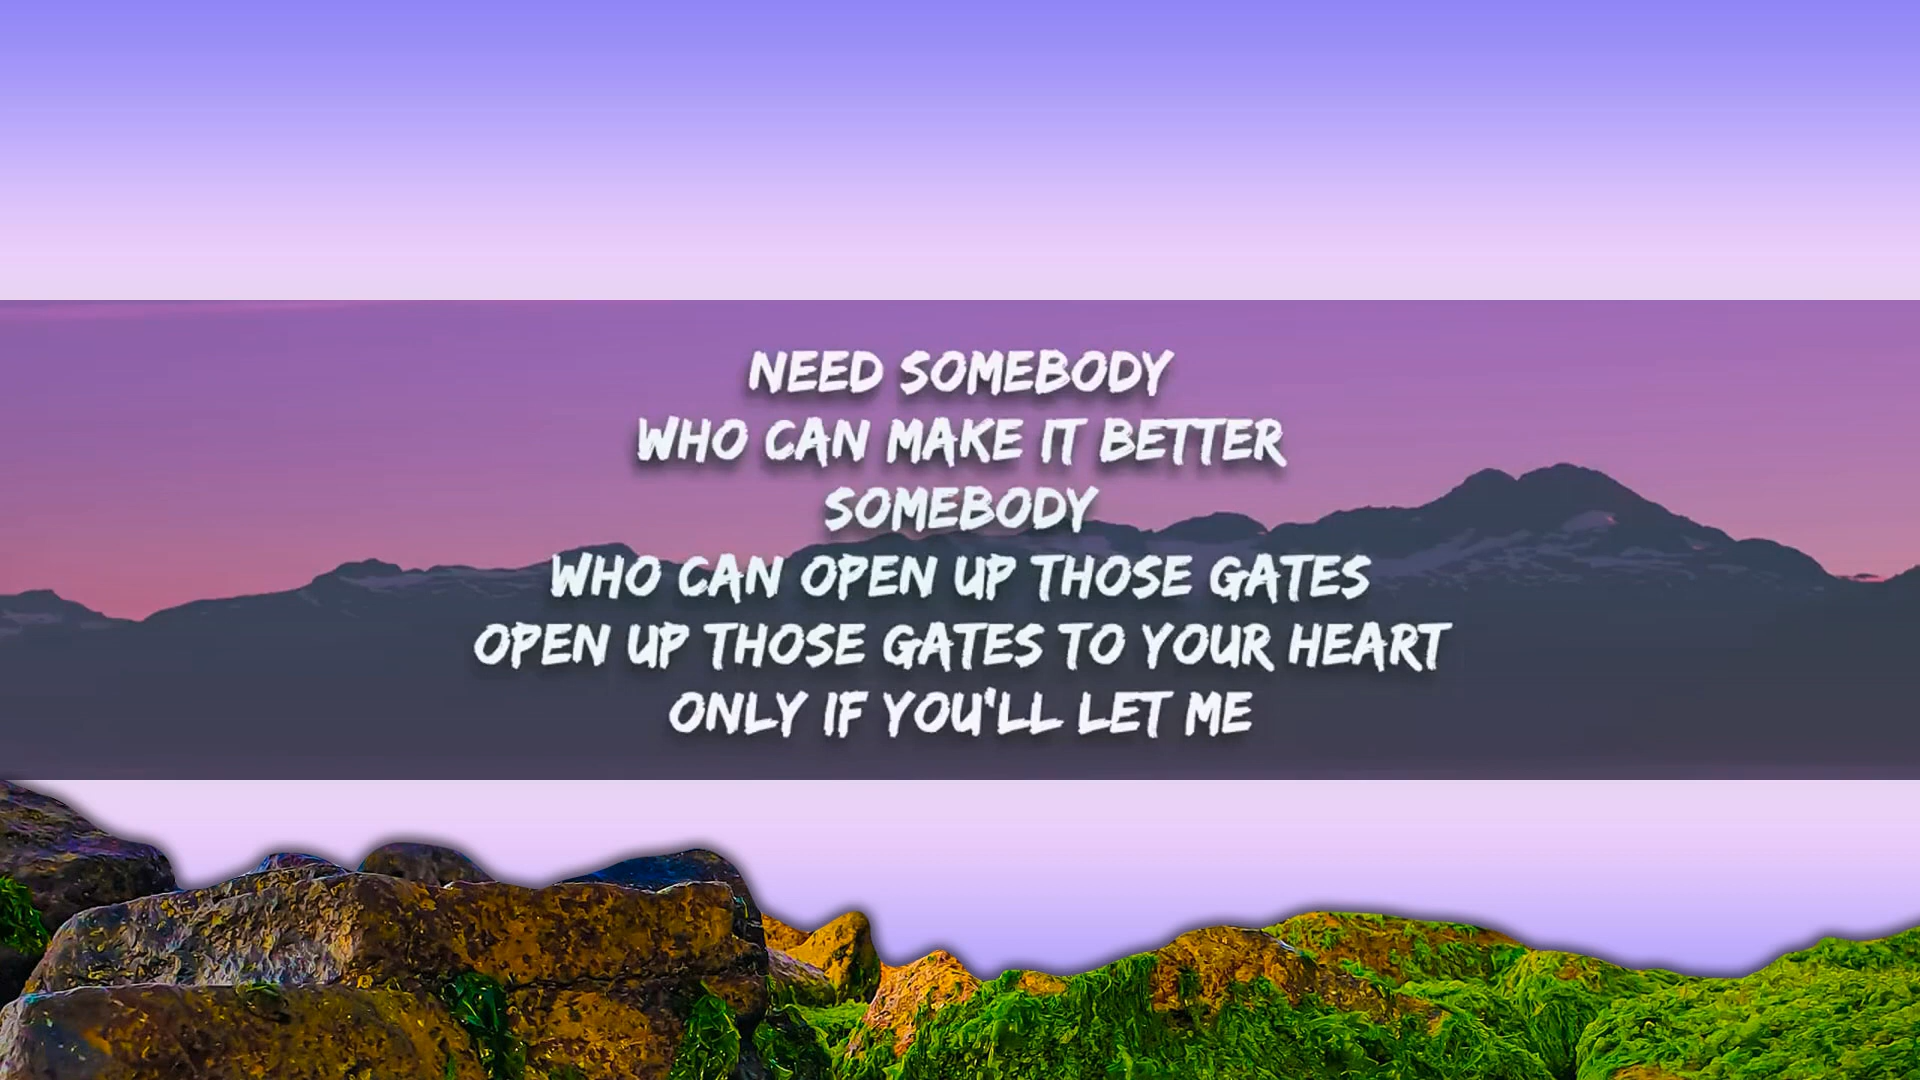 NEED SOMEBODY
WHO CAN MAKE IT BETTER
SOMEBODY
WHO CAN OPEN UP THOSE GATES
OPEN UP THOSE GATES TO YOUR HEART
ONLY IF YOU'LL LET ME